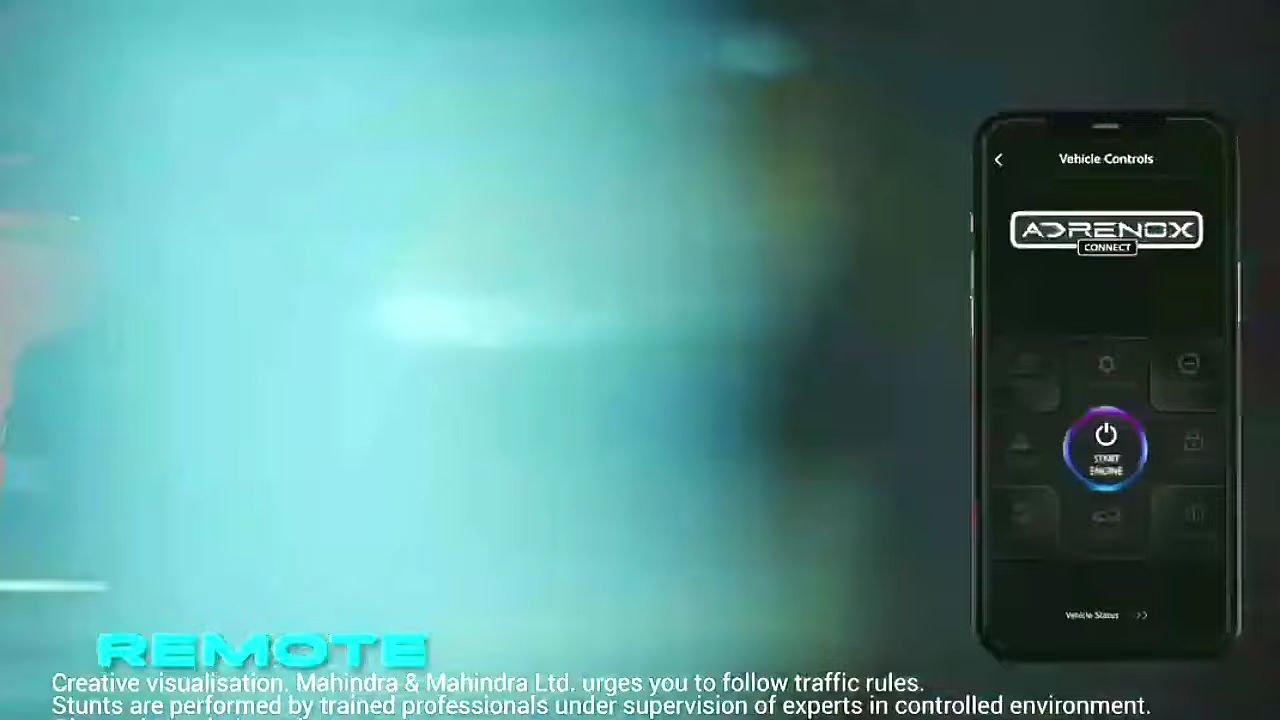 Vehicle Controls
ADRENOX
CONNECT
START
ENGINE
Vehicle Status >>
REMOTE
Creative visualisation. Mahindra & Mahindra Ltd. urges you to follow traffic rules.
Stunts are performed by trained professionals under supervision of experts in controlled environment.